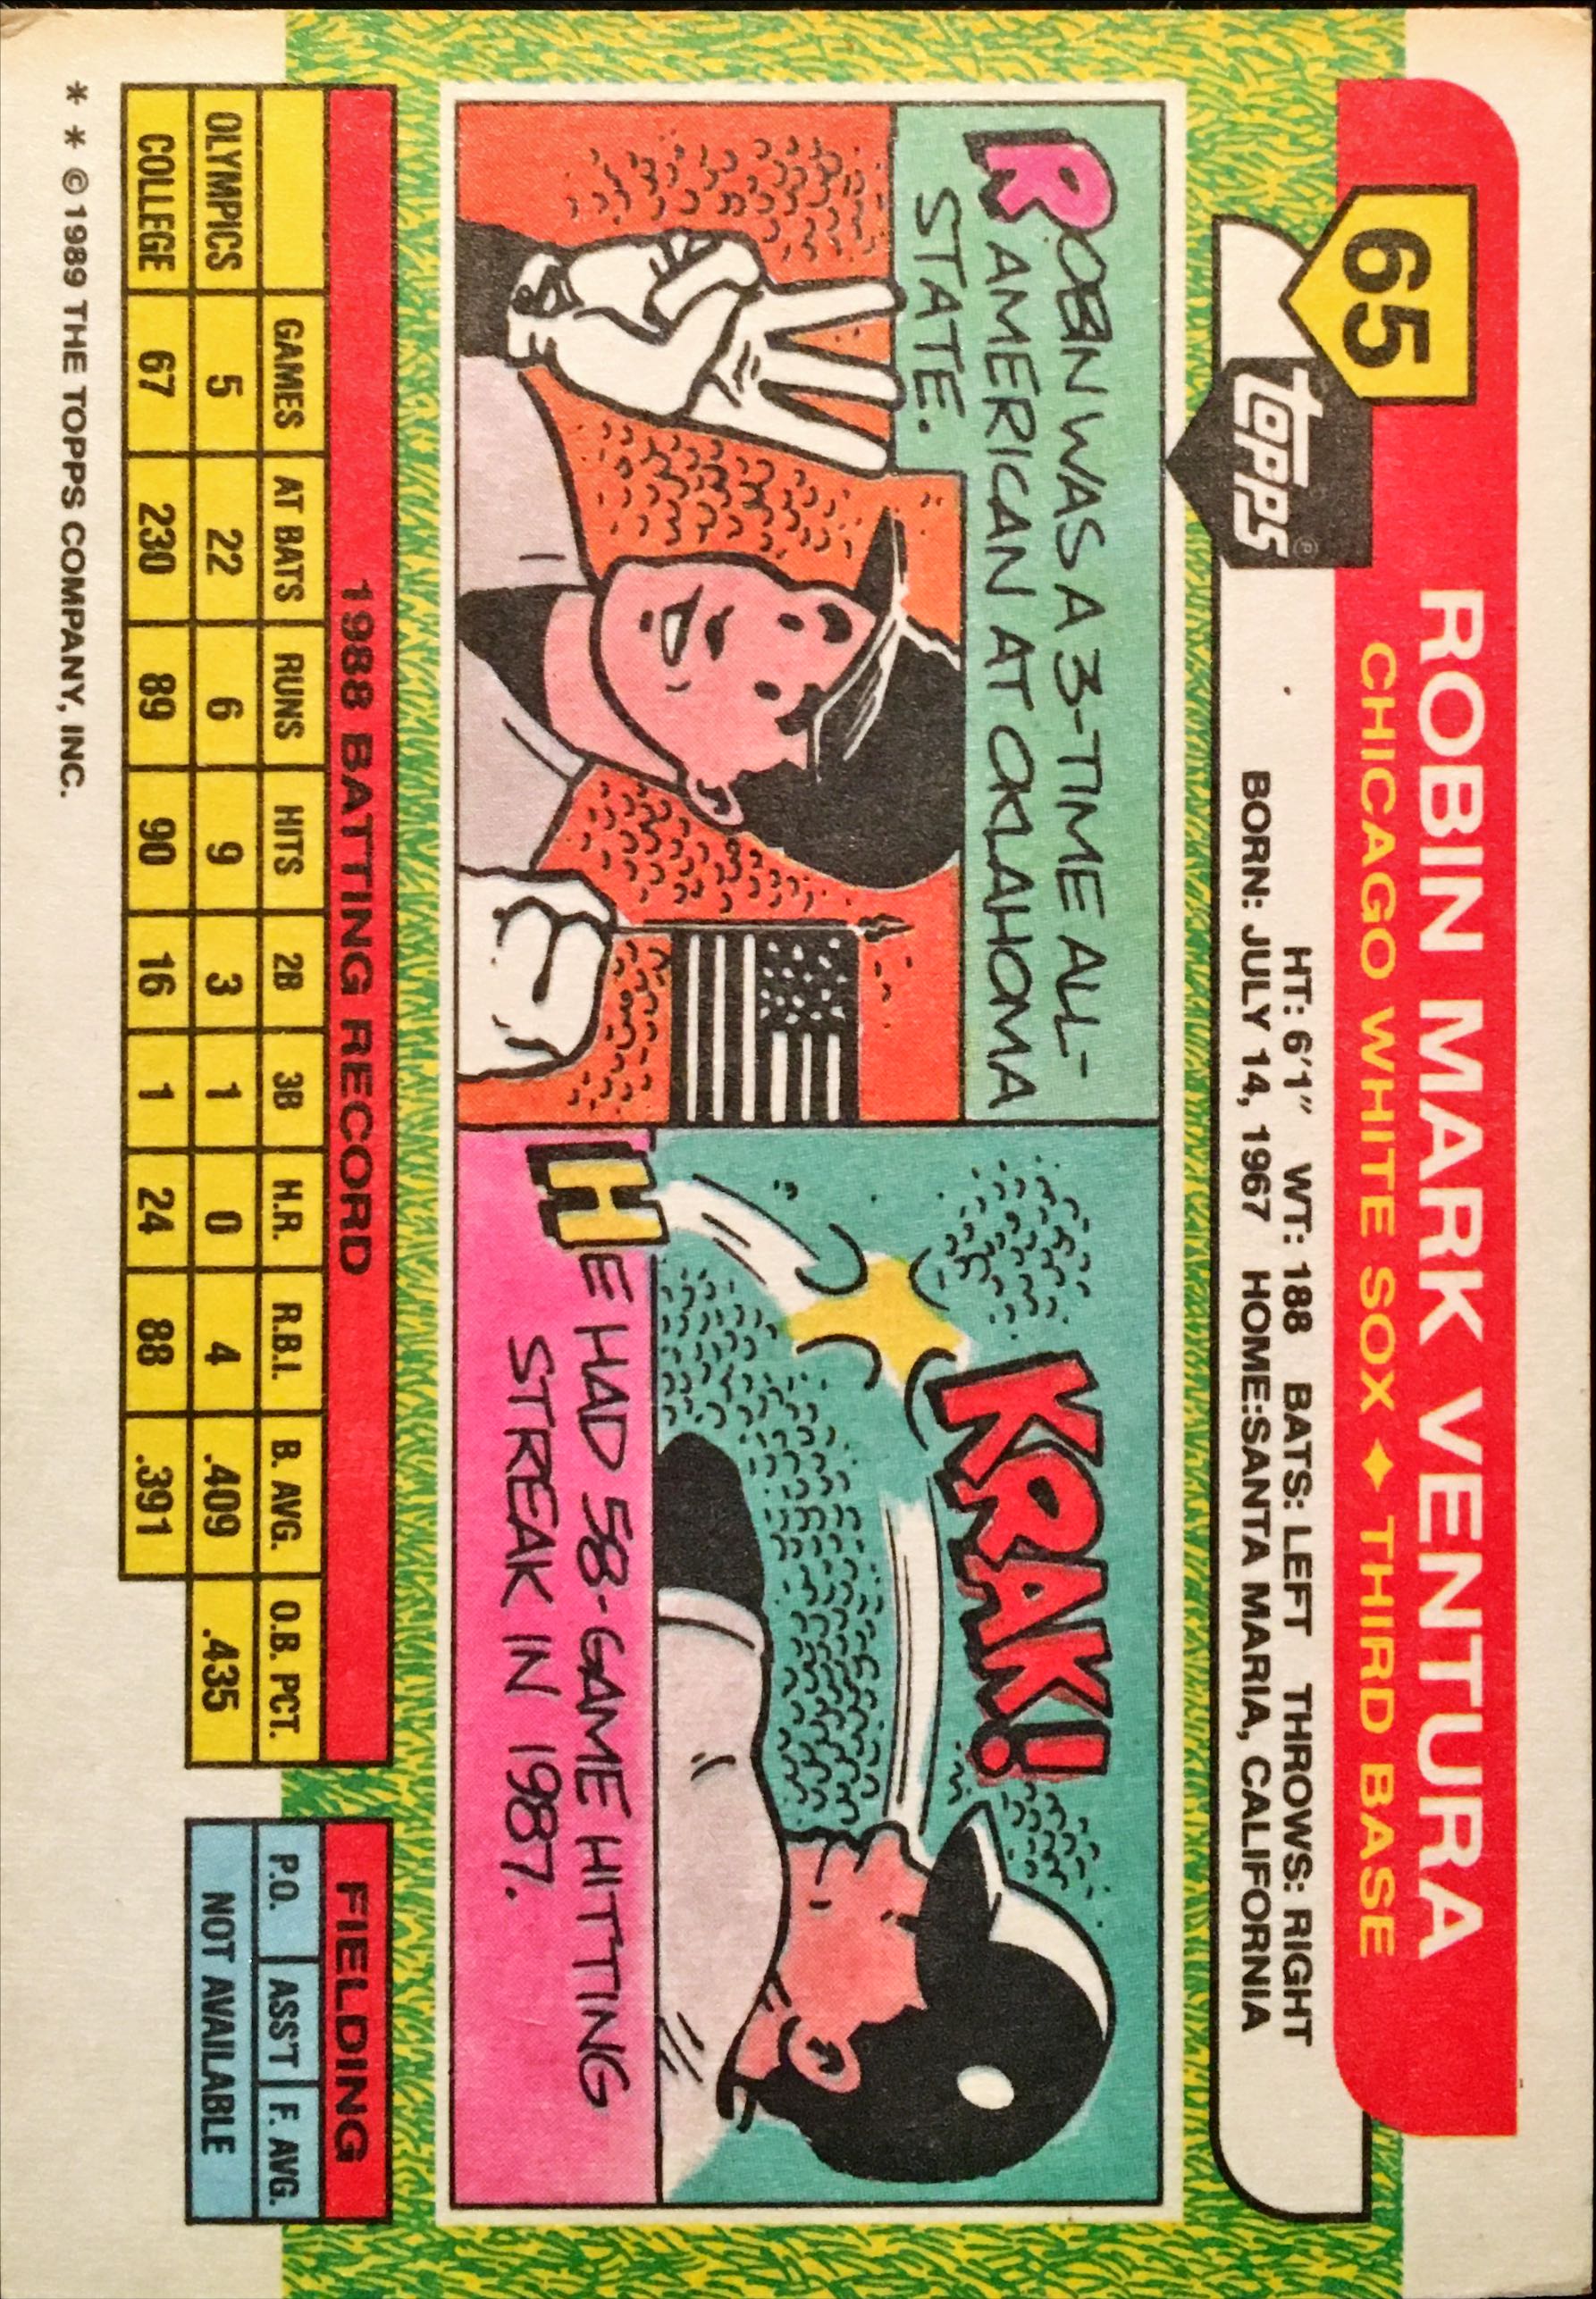 65
ROBIN MARK VENTURA
CHICAGO WHITE SOX ♦ THIRD BASE
topps®
HT: 6'1" WT: 188 BATS: LEFT THROWS: RIGHT
BORN: JULY 14, 1967 HOME:SANTA MARIA, CALIFORNIA
ROBIN WAS A 3-TIME ALL-
AMERICAN AT OKLAHOMA
STATE.
KRAK!
HE HAD 58-GAME HITTING
STREAK IN 1987.
1988 BATTING RECORD
GAMES AT BATS RUNS HITS 2B 3B H.R. R.B.I. B. AVG. O.B. PCT.
OLYMPICS 5 22 6 9 3 1 0 4 .409 .435
COLLEGE 67 230 89 90 16 1 24 88 .391
FIELDING
P.O. ASS'T F. AVG.
NOT AVAILABLE
* * © 1989 THE TOPPS COMPANY, INC.